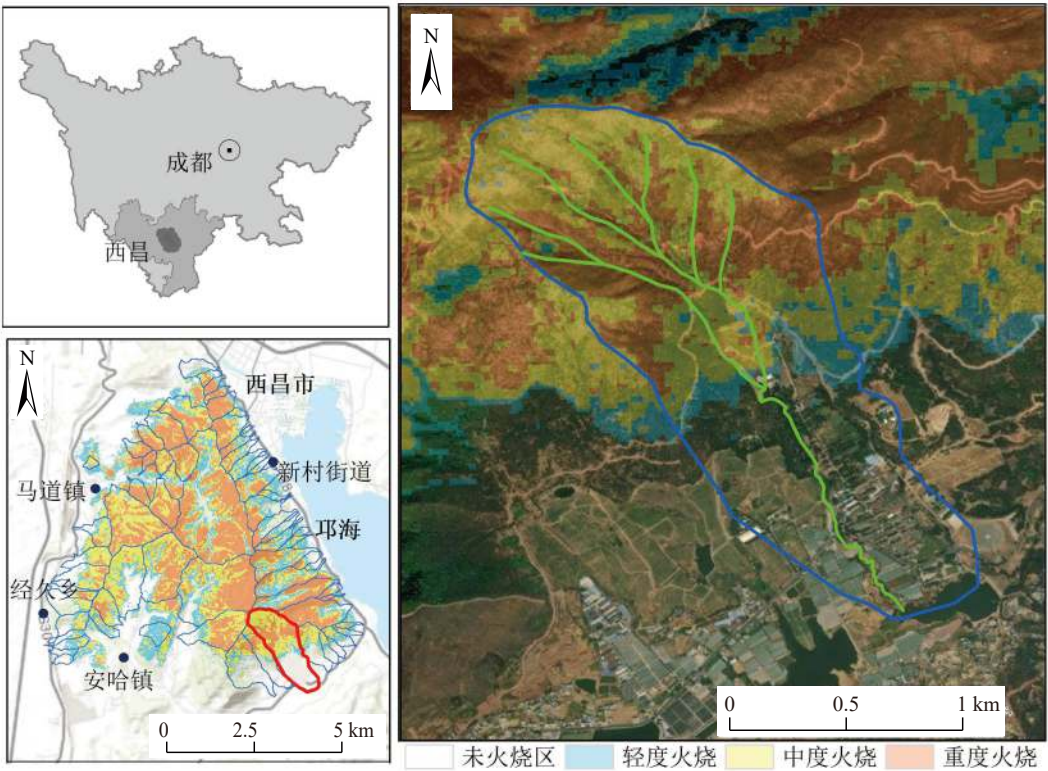 成都
西昌
N
西昌市
新村街道
马道镇
邛海
经久乡
安哈镇
0 2.5 5 km
N
0 0.5 1 km
未火烧区 轻度火烧 中度火烧 重度火烧